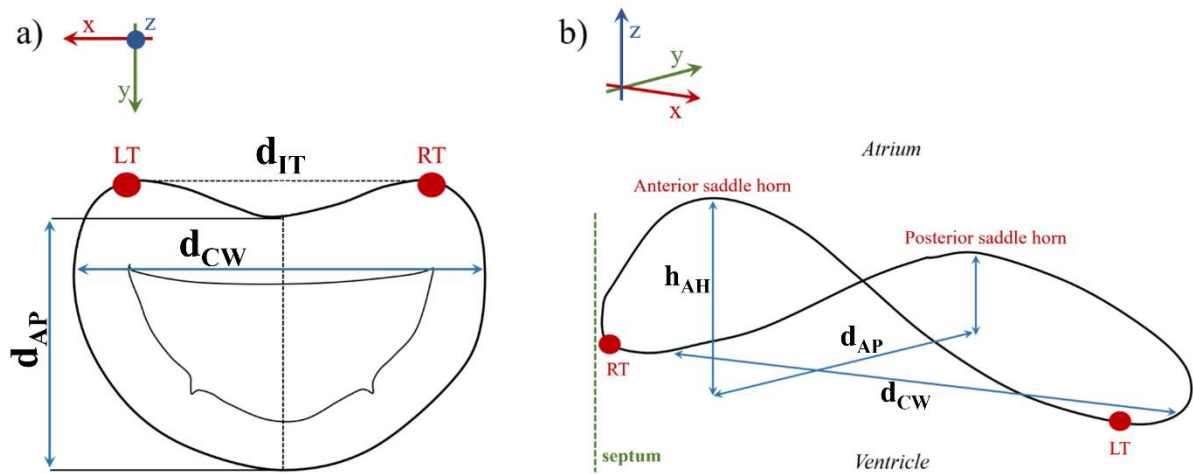 a)
x
z
y
LT
d_IT
RT
d_CW
d_AP
b)
z
y
x
Atrium
Anterior saddle horn
Posterior saddle horn
h_AH
d_AP
RT
d_CW
LT
septum
Ventricle